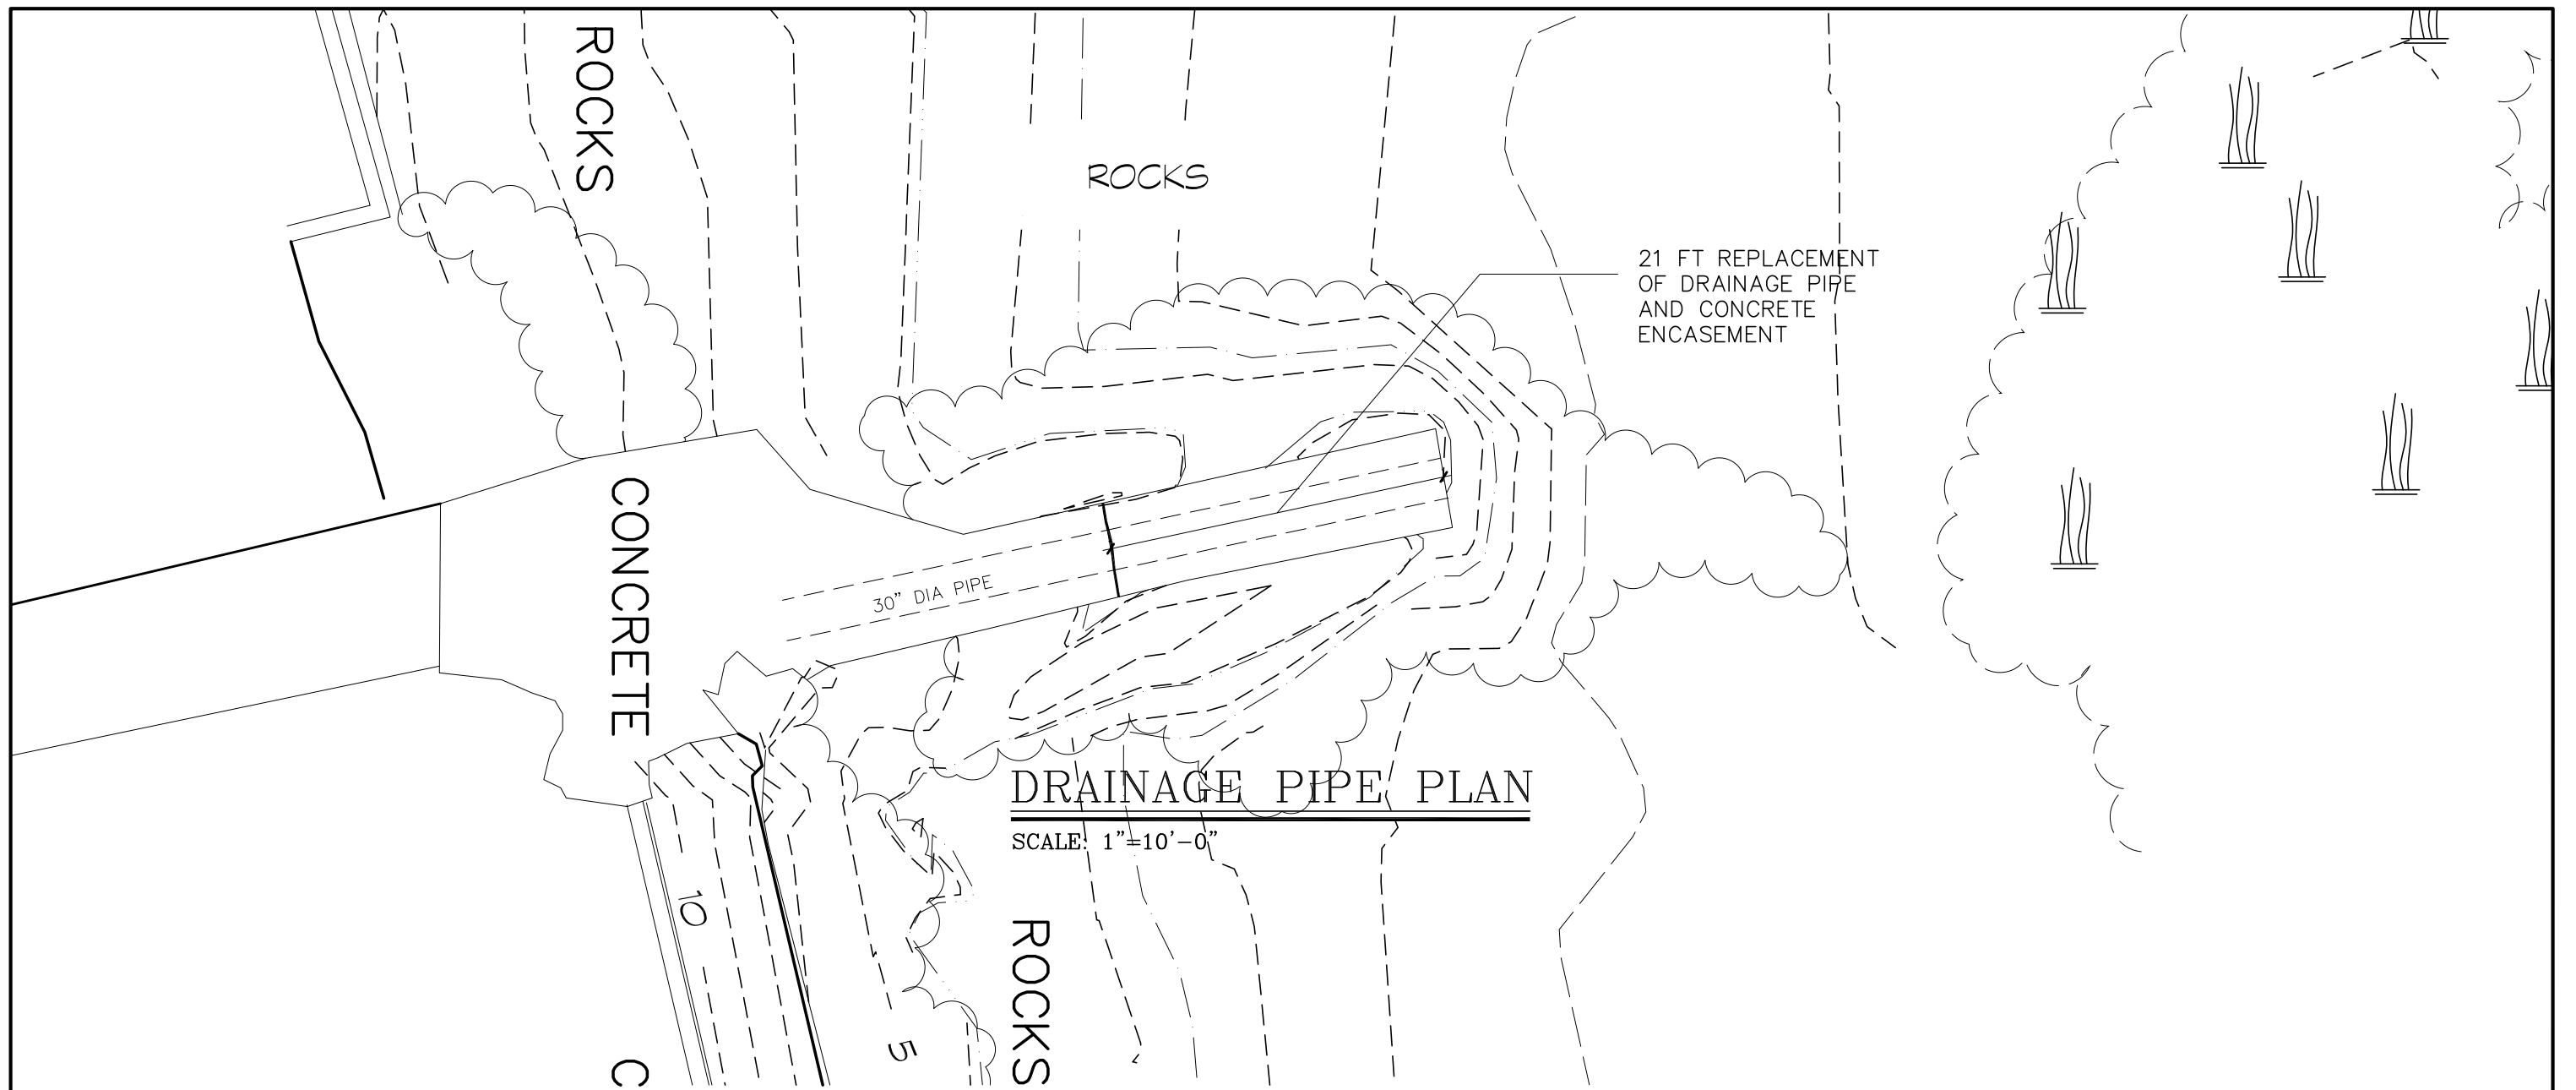 ROCKS
ROCKS
21 FT REPLACEMENT
OF DRAINAGE PIPE
AND CONCRETE
ENCASEMENT
CONCRETE
30" DIA PIPE
DRAINAGE PIPE PLAN
SCALE: 1"=10'-0"
10
ROCKS
5
C